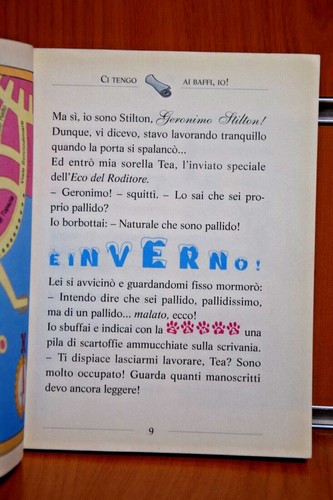 CI TENGO AI BAFFI, IO!
Ma sì, io sono Stilton, Geronimo Stilton!
Dunque, vi dicevo, stavo lavorando tranquillo
quando la porta si spalancò...
Ed entrò mia sorella Tea, l'inviato speciale
dell'Eco del Roditore.
– Geronimo! – squittì. – Lo sai che sei pro-
prio pallido?
Io borbottai: – Naturale che sono pallido!
È INVERNO!
Lei si avvicinò e guardandomi fisso mormorò:
– Intendo dire che sei pallido, pallidissimo,
ma di un pallido... malato, ecco!
Io sbuffai e indicai con la una
pila di scartoffie ammucchiate sulla scrivania.
– Ti dispiace lasciarmi lavorare, Tea? Sono
molto occupato! Guarda quanti manoscritti
devo ancora leggere!
9